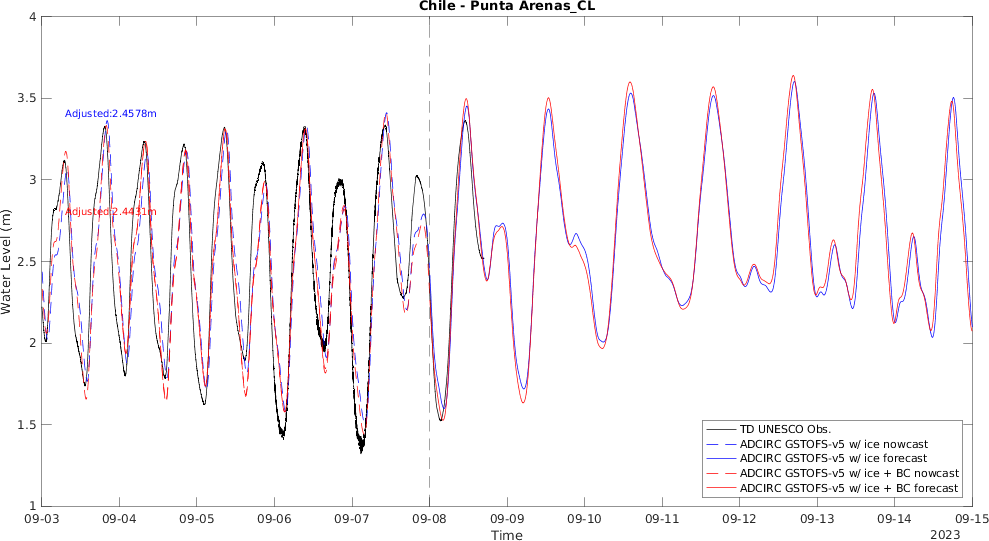 Chile - Punta Arenas_CL
Water Level (m)
4
3.5
3
2.5
2
1.5
1
Adjusted:2.4578m
Adjusted:2.4431m
TD UNESCO Obs.
ADCIRC GSTOFS-v5 w/ ice nowcast
ADCIRC GSTOFS-v5 w/ ice forecast
ADCIRC GSTOFS-v5 w/ ice + BC nowcast
ADCIRC GSTOFS-v5 w/ ice + BC forecast
09-03 09-04 09-05 09-06 09-07 09-08 09-09 09-10 09-11 09-12 09-13 09-14 09-15
Time
2023